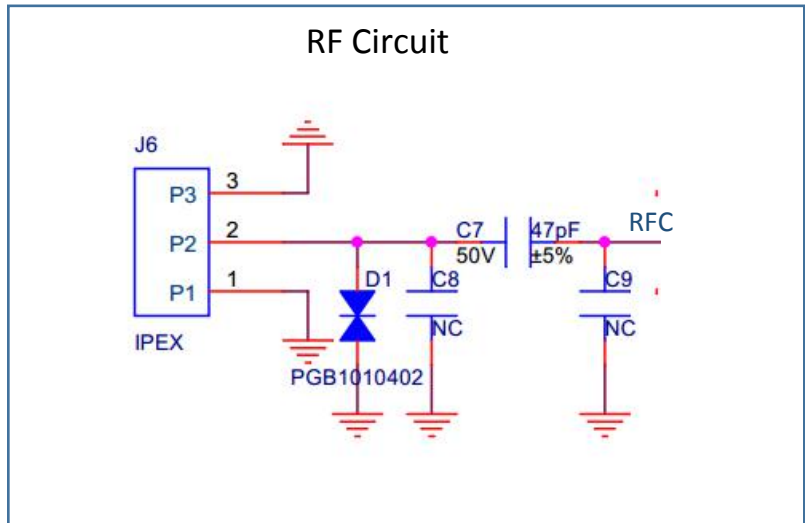 RF Circuit
J6
P3 3
P2 2
P1 1
IPEX
D1
PGB1010402
C8
NC
C7 47pF
50V ±5%
RFC
C9
NC